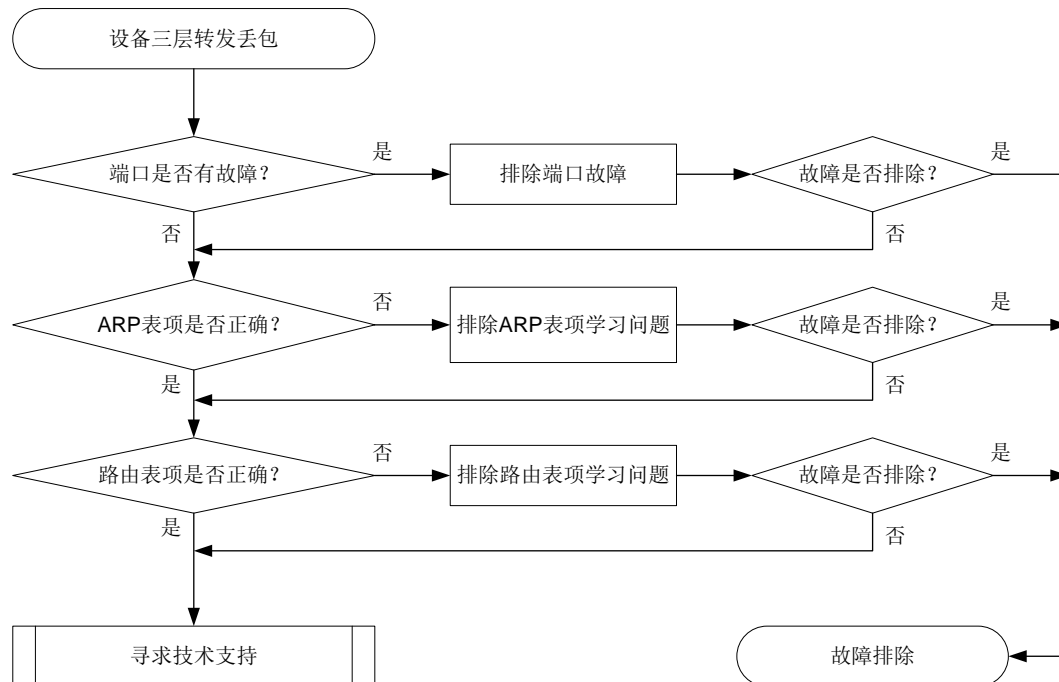 设备三层转发丢包
端口是否有故障？
是
排除端口故障
故障是否排除？
是
否
否
ARP表项是否正确？
否
排除ARP表项学习问题
故障是否排除？
是
是
否
路由表项是否正确？
否
排除路由表项学习问题
故障是否排除？
是
是
否
寻求技术支持
故障排除